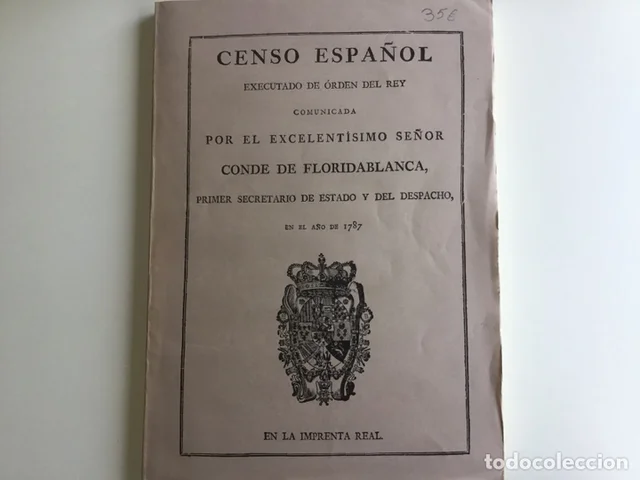 35€
CENSO ESPAÑOL
EXECUTADO DE ÓRDEN DEL REY
COMUNICADA
POR EL EXCELENTÍSIMO SEÑOR
CONDE DE FLORIDABLANCA,
PRIMER SECRETARIO DE ESTADO Y DEL DESPACHO,
EN EL AÑO DE 1787
EN LA IMPRENTA REAL.
todocoleccion